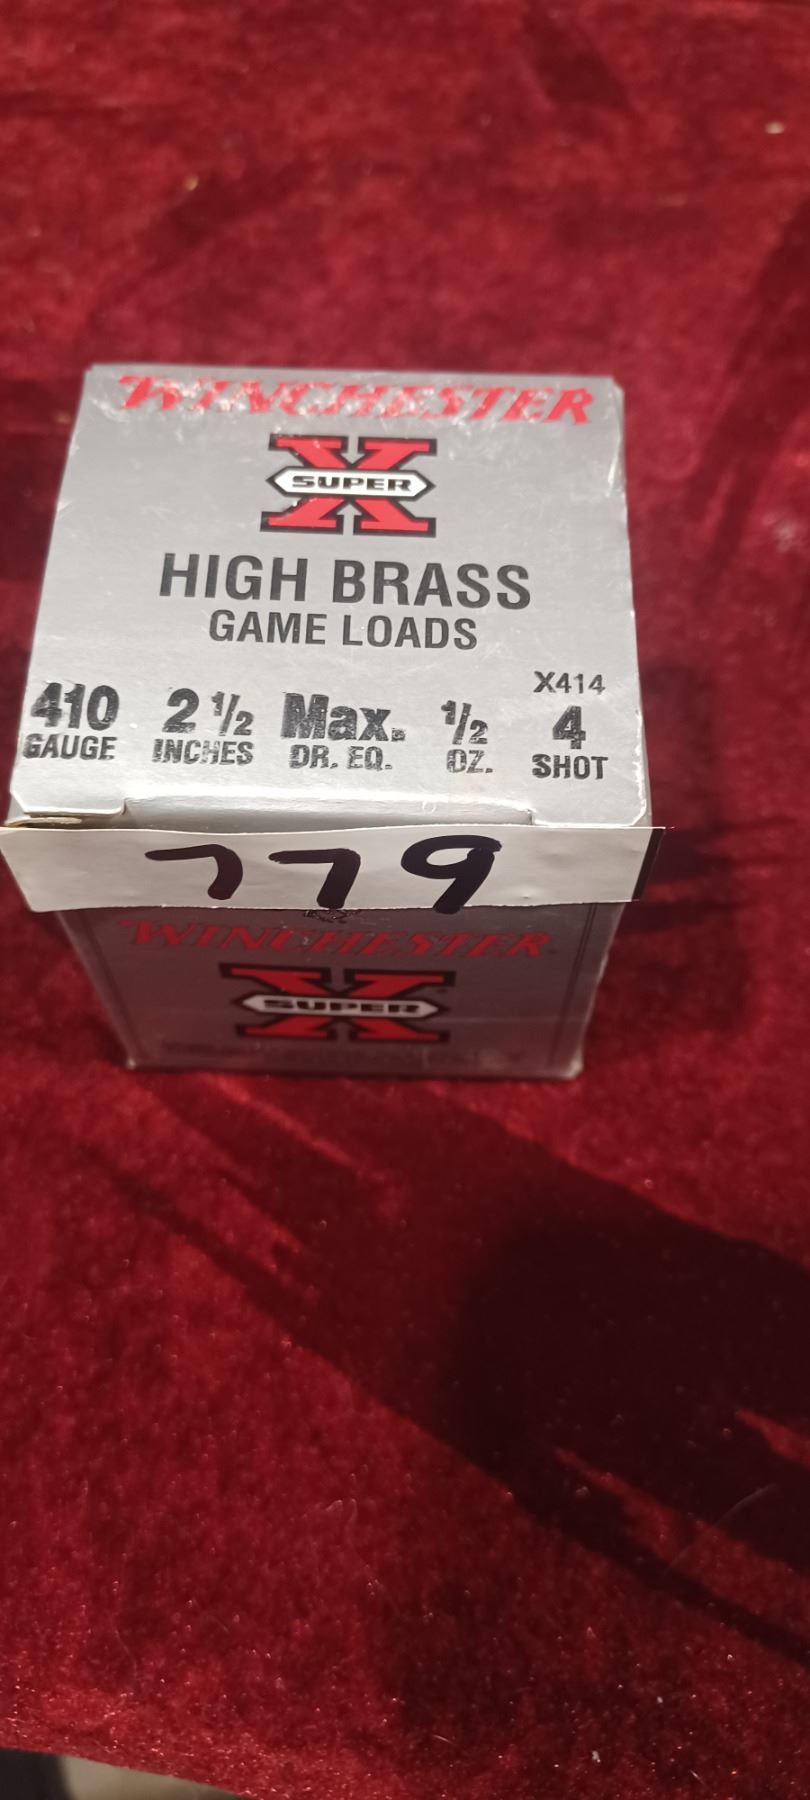 WINCHESTER
SUPER X
HIGH BRASS
GAME LOADS
X414
410 2 1/2 Max. 1/2 4
GAUGE INCHES DR. EQ. OZ. SHOT
779
WINCHESTER
SUPER X